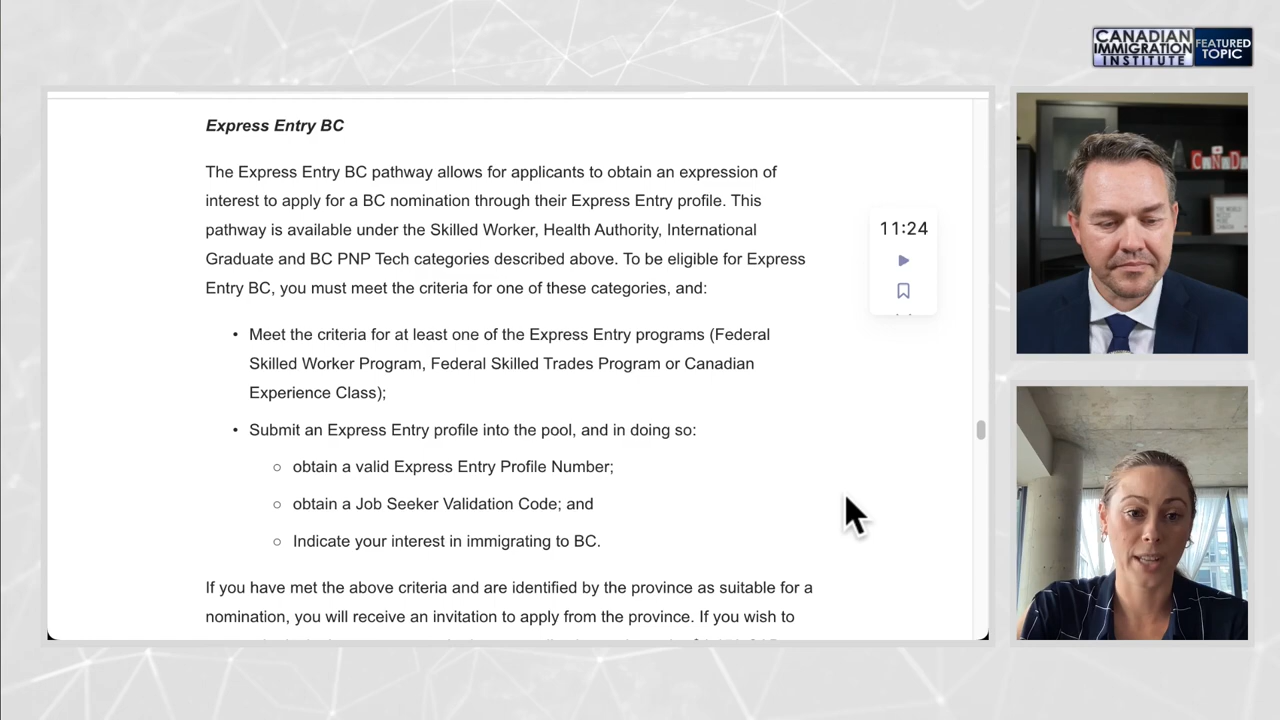 CANADIAN
IMMIGRATION
INSTITUTE
FEATURED
TOPIC
Express Entry BC
The Express Entry BC pathway allows for applicants to obtain an expression of
interest to apply for a BC nomination through their Express Entry profile. This
pathway is available under the Skilled Worker, Health Authority, International
Graduate and BC PNP Tech categories described above. To be eligible for Express
Entry BC, you must meet the criteria for one of these categories, and:
• Meet the criteria for at least one of the Express Entry programs (Federal
Skilled Worker Program, Federal Skilled Trades Program or Canadian
Experience Class);
• Submit an Express Entry profile into the pool, and in doing so:
○ obtain a valid Express Entry Profile Number;
○ obtain a Job Seeker Validation Code; and
○ Indicate your interest in immigrating to BC.
If you have met the above criteria and are identified by the province as suitable for a
nomination, you will receive an invitation to apply from the province. If you wish to
11:24